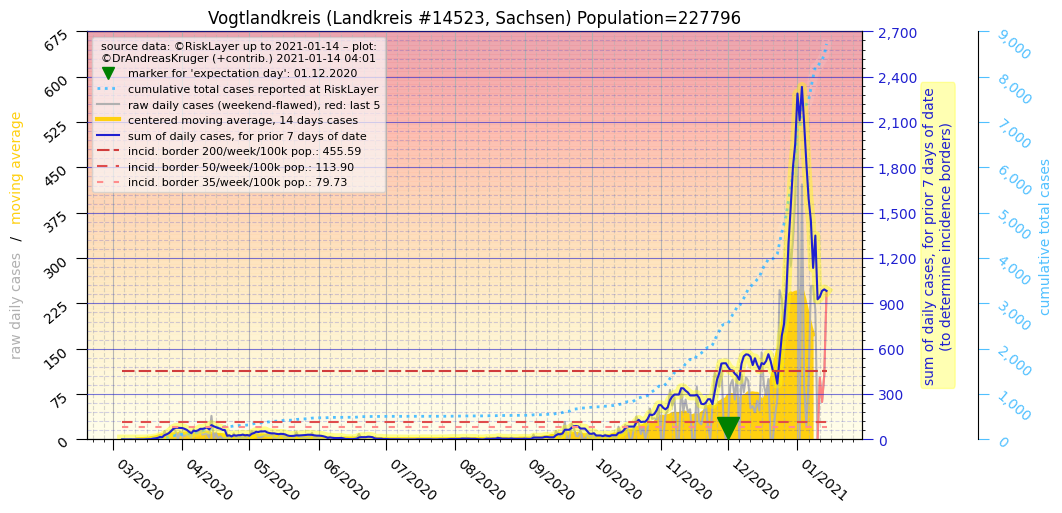 Vogtlandkreis (Landkreis #14523, Sachsen) Population=227796
source data: ©RiskLayer up to 2021-01-14 – plot:
©DrAndreasKruger (+contrib.) 2021-01-14 04:01
marker for 'expectation day': 01.12.2020
cumulative total cases reported at RiskLayer
raw daily cases (weekend-flawed), red: last 5
centered moving average, 14 days cases
sum of daily cases, for prior 7 days of date
incid. border 200/week/100k pop.: 455.59
incid. border 50/week/100k pop.: 113.90
incid. border 35/week/100k pop.: 79.73
raw daily cases / moving average
675
600
525
450
375
300
225
150
75
0
03/2020
04/2020
05/2020
06/2020
07/2020
08/2020
09/2020
10/2020
11/2020
12/2020
01/2021
2,700
2,400
2,100
1,800
1,500
1,200
900
600
300
0
sum of daily cases, for prior 7 days of date
(to determine incidence borders)
9,000
8,000
7,000
6,000
5,000
4,000
3,000
2,000
1,000
0
cumulative total cases